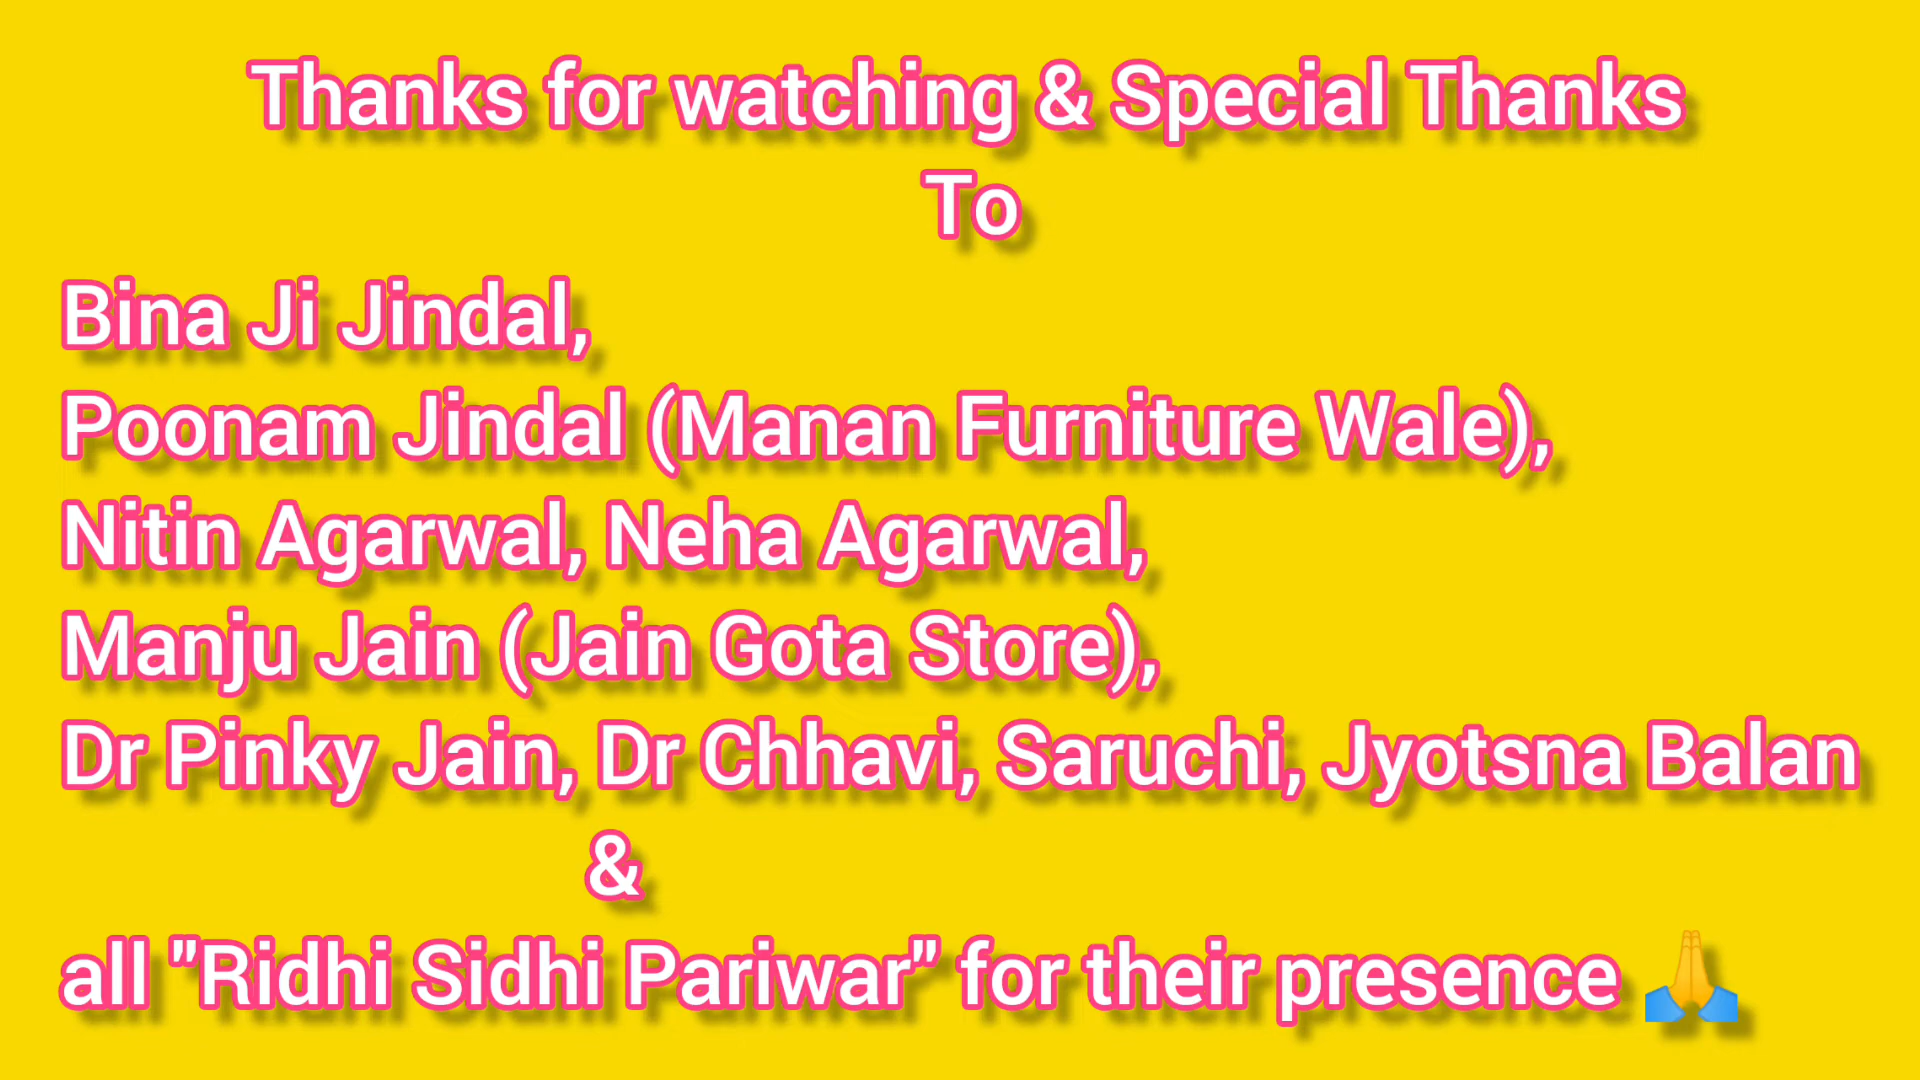 Thanks for watching & Special Thanks
To
Bina Ji Jindal,
Poonam Jindal (Manan Furniture Wale),
Nitin Agarwal, Neha Agarwal,
Manju Jain (Jain Gota Store),
Dr Pinky Jain, Dr Chhavi, Saruchi, Jyotsna Balan
&
all "Ridhi Sidhi Pariwar" for their presence 🙏